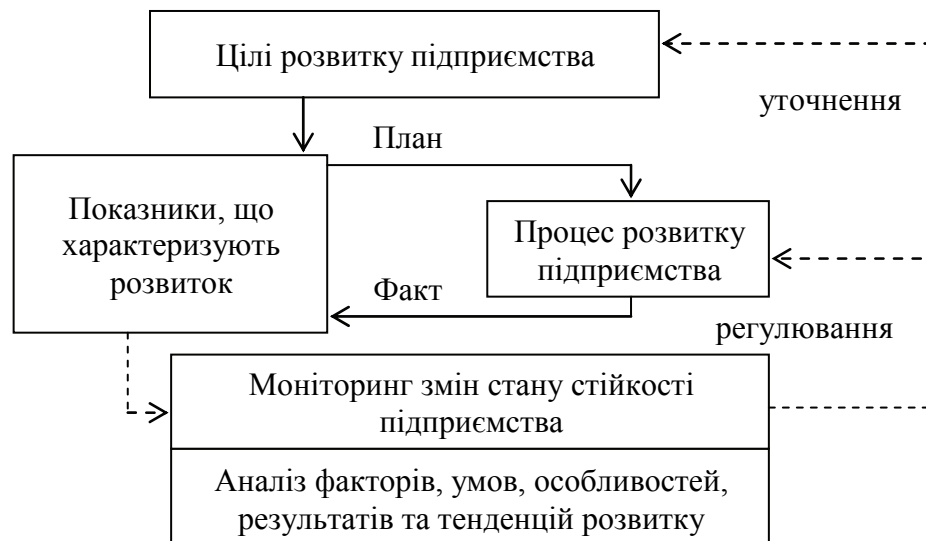 Цілі розвитку підприємства
уточнення
План
Показники, що
характеризують
розвиток
Процес розвитку
підприємства
Факт
регулювання
Моніторинг змін стану стійкості
підприємства
Аналіз факторів, умов, особливостей,
результатів та тенденцій розвитку